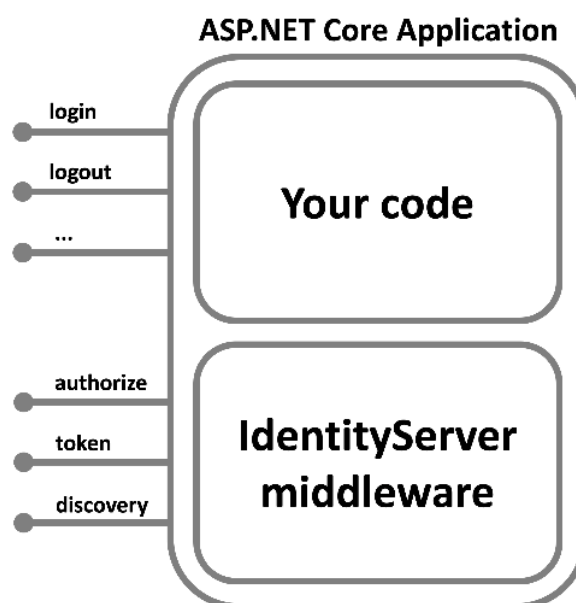 ASP.NET Core Application
login
logout
...
Your code
authorize
token
discovery
IdentityServer
middleware